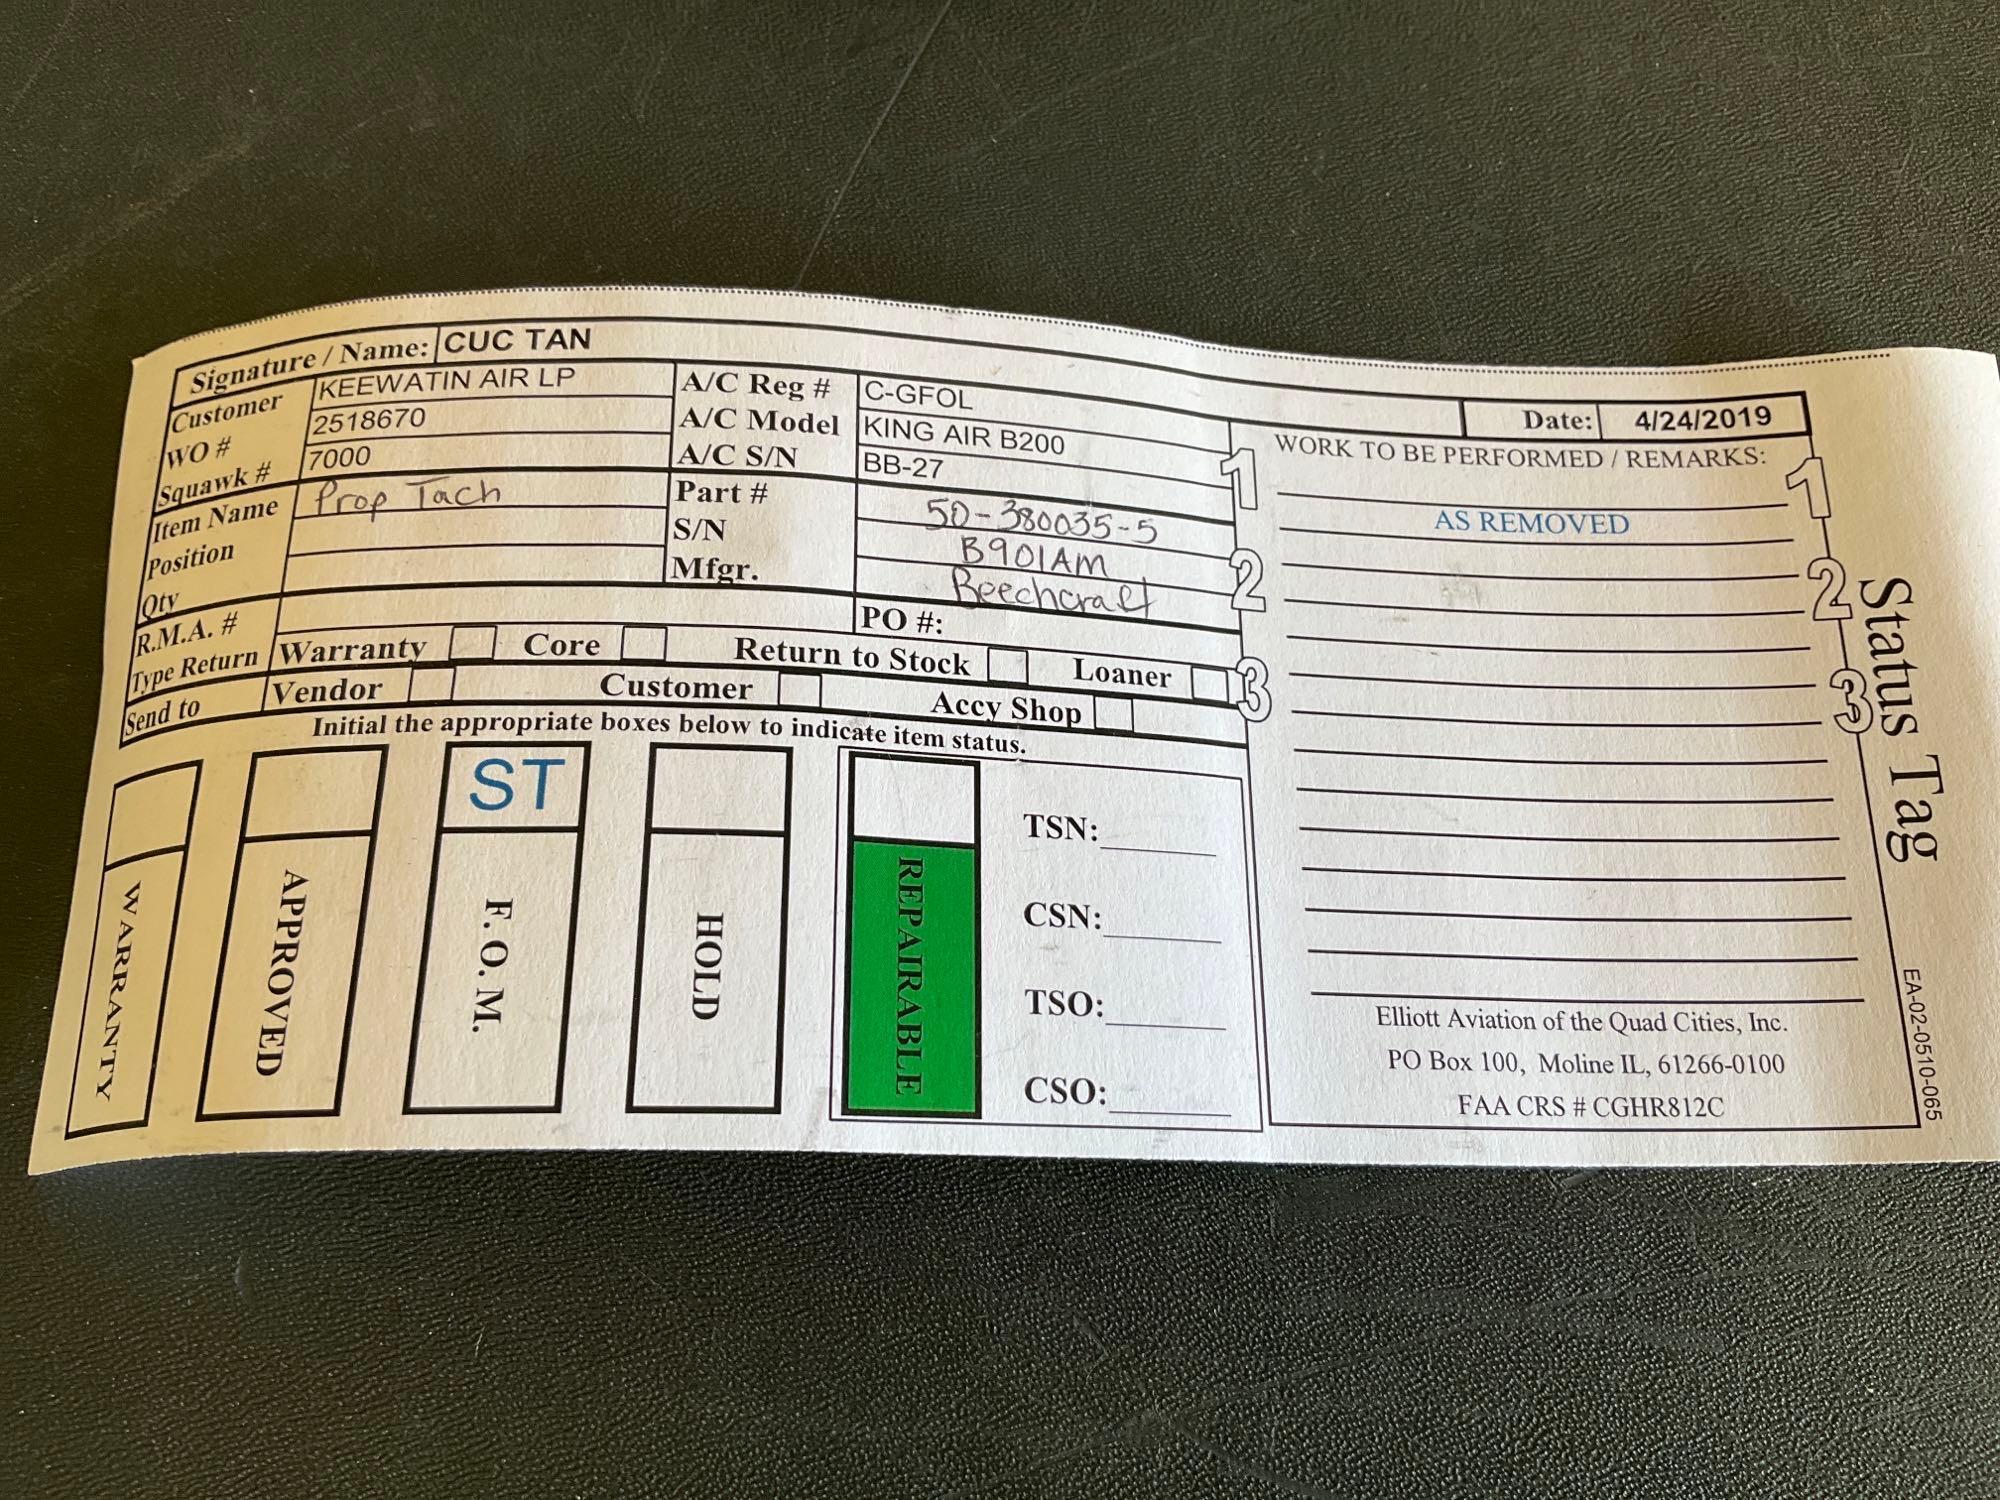 Signature / Name: CUC TAN
Date: 4/24/2019
Customer KEEWATIN AIR LP A/C Reg # C-GFOL
WO # 2518670 A/C Model KING AIR B200
Squawk # 7000 A/C S/N BB-27
Item Name Prop Tach Part # 50-380035-5
Position S/N B901AM
Qty Mfgr. Beechcraft
R.M.A. # PO #:
Type Return Warranty Core Return to Stock Loaner
Send to Vendor Customer Accy Shop
Initial the appropriate boxes below to indicate item status.
WARRANTY
APPROVED
ST
F.O.M.
HOLD
REPAIRABLE
TSN:
CSN:
TSO:
CSO:
1
2
3
WORK TO BE PERFORMED / REMARKS:
AS REMOVED
1
2
3
Elliott Aviation of the Quad Cities, Inc.
PO Box 100, Moline IL, 61266-0100
FAA CRS # CGHR812C
Status Tag
EA-02-0510-065